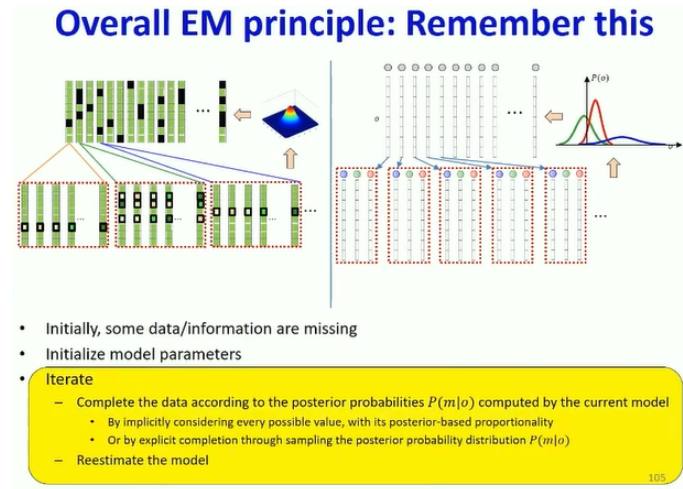 Overall EM principle: Remember this
P(o)
...
o
...
o
...
...
...
...
...
...
• Initially, some data/information are missing
• Initialize model parameters
• Iterate
– Complete the data according to the posterior probabilities P(m|o) computed by the current model
• By implicitly considering every possible value, with its posterior-based proportionality
• Or by explicit completion through sampling the posterior probability distribution P(m|o)
– Reestimate the model
105